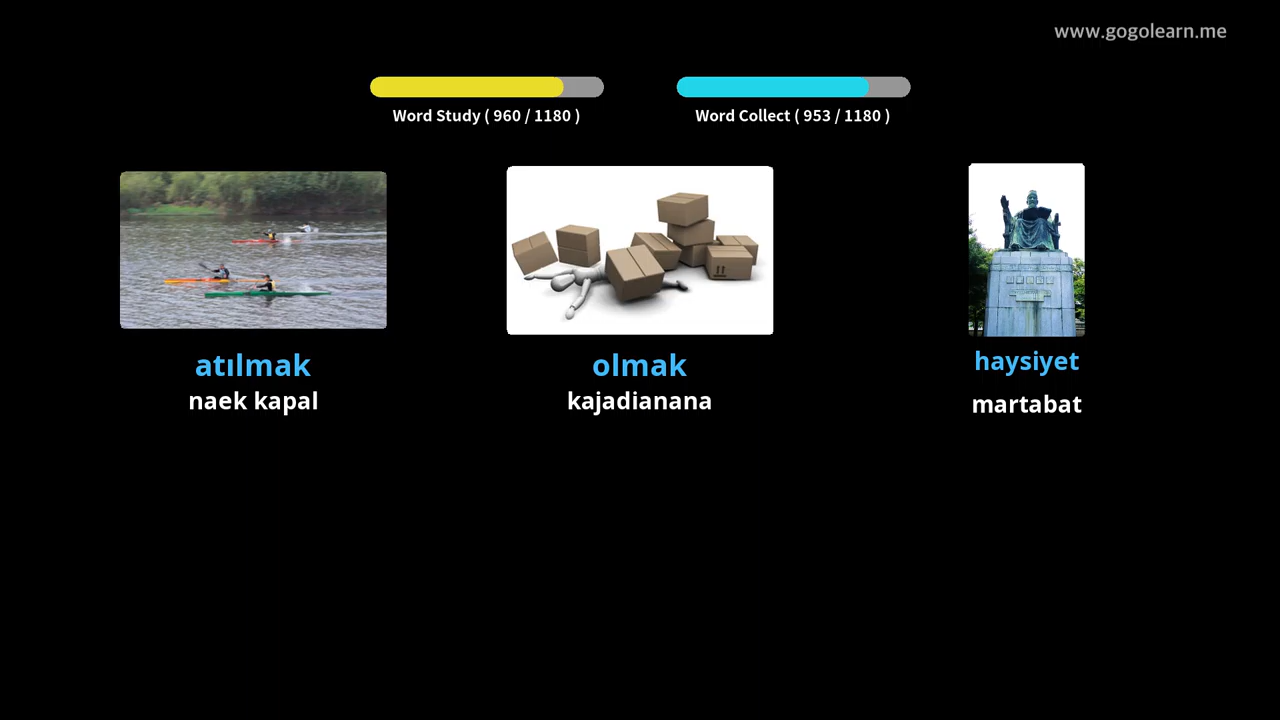 www.gogolearn.me
Word Study ( 960 / 1180 )
Word Collect ( 953 / 1180 )
atılmak
naek kapal
olmak
kajadianana
haysiyet
martabat